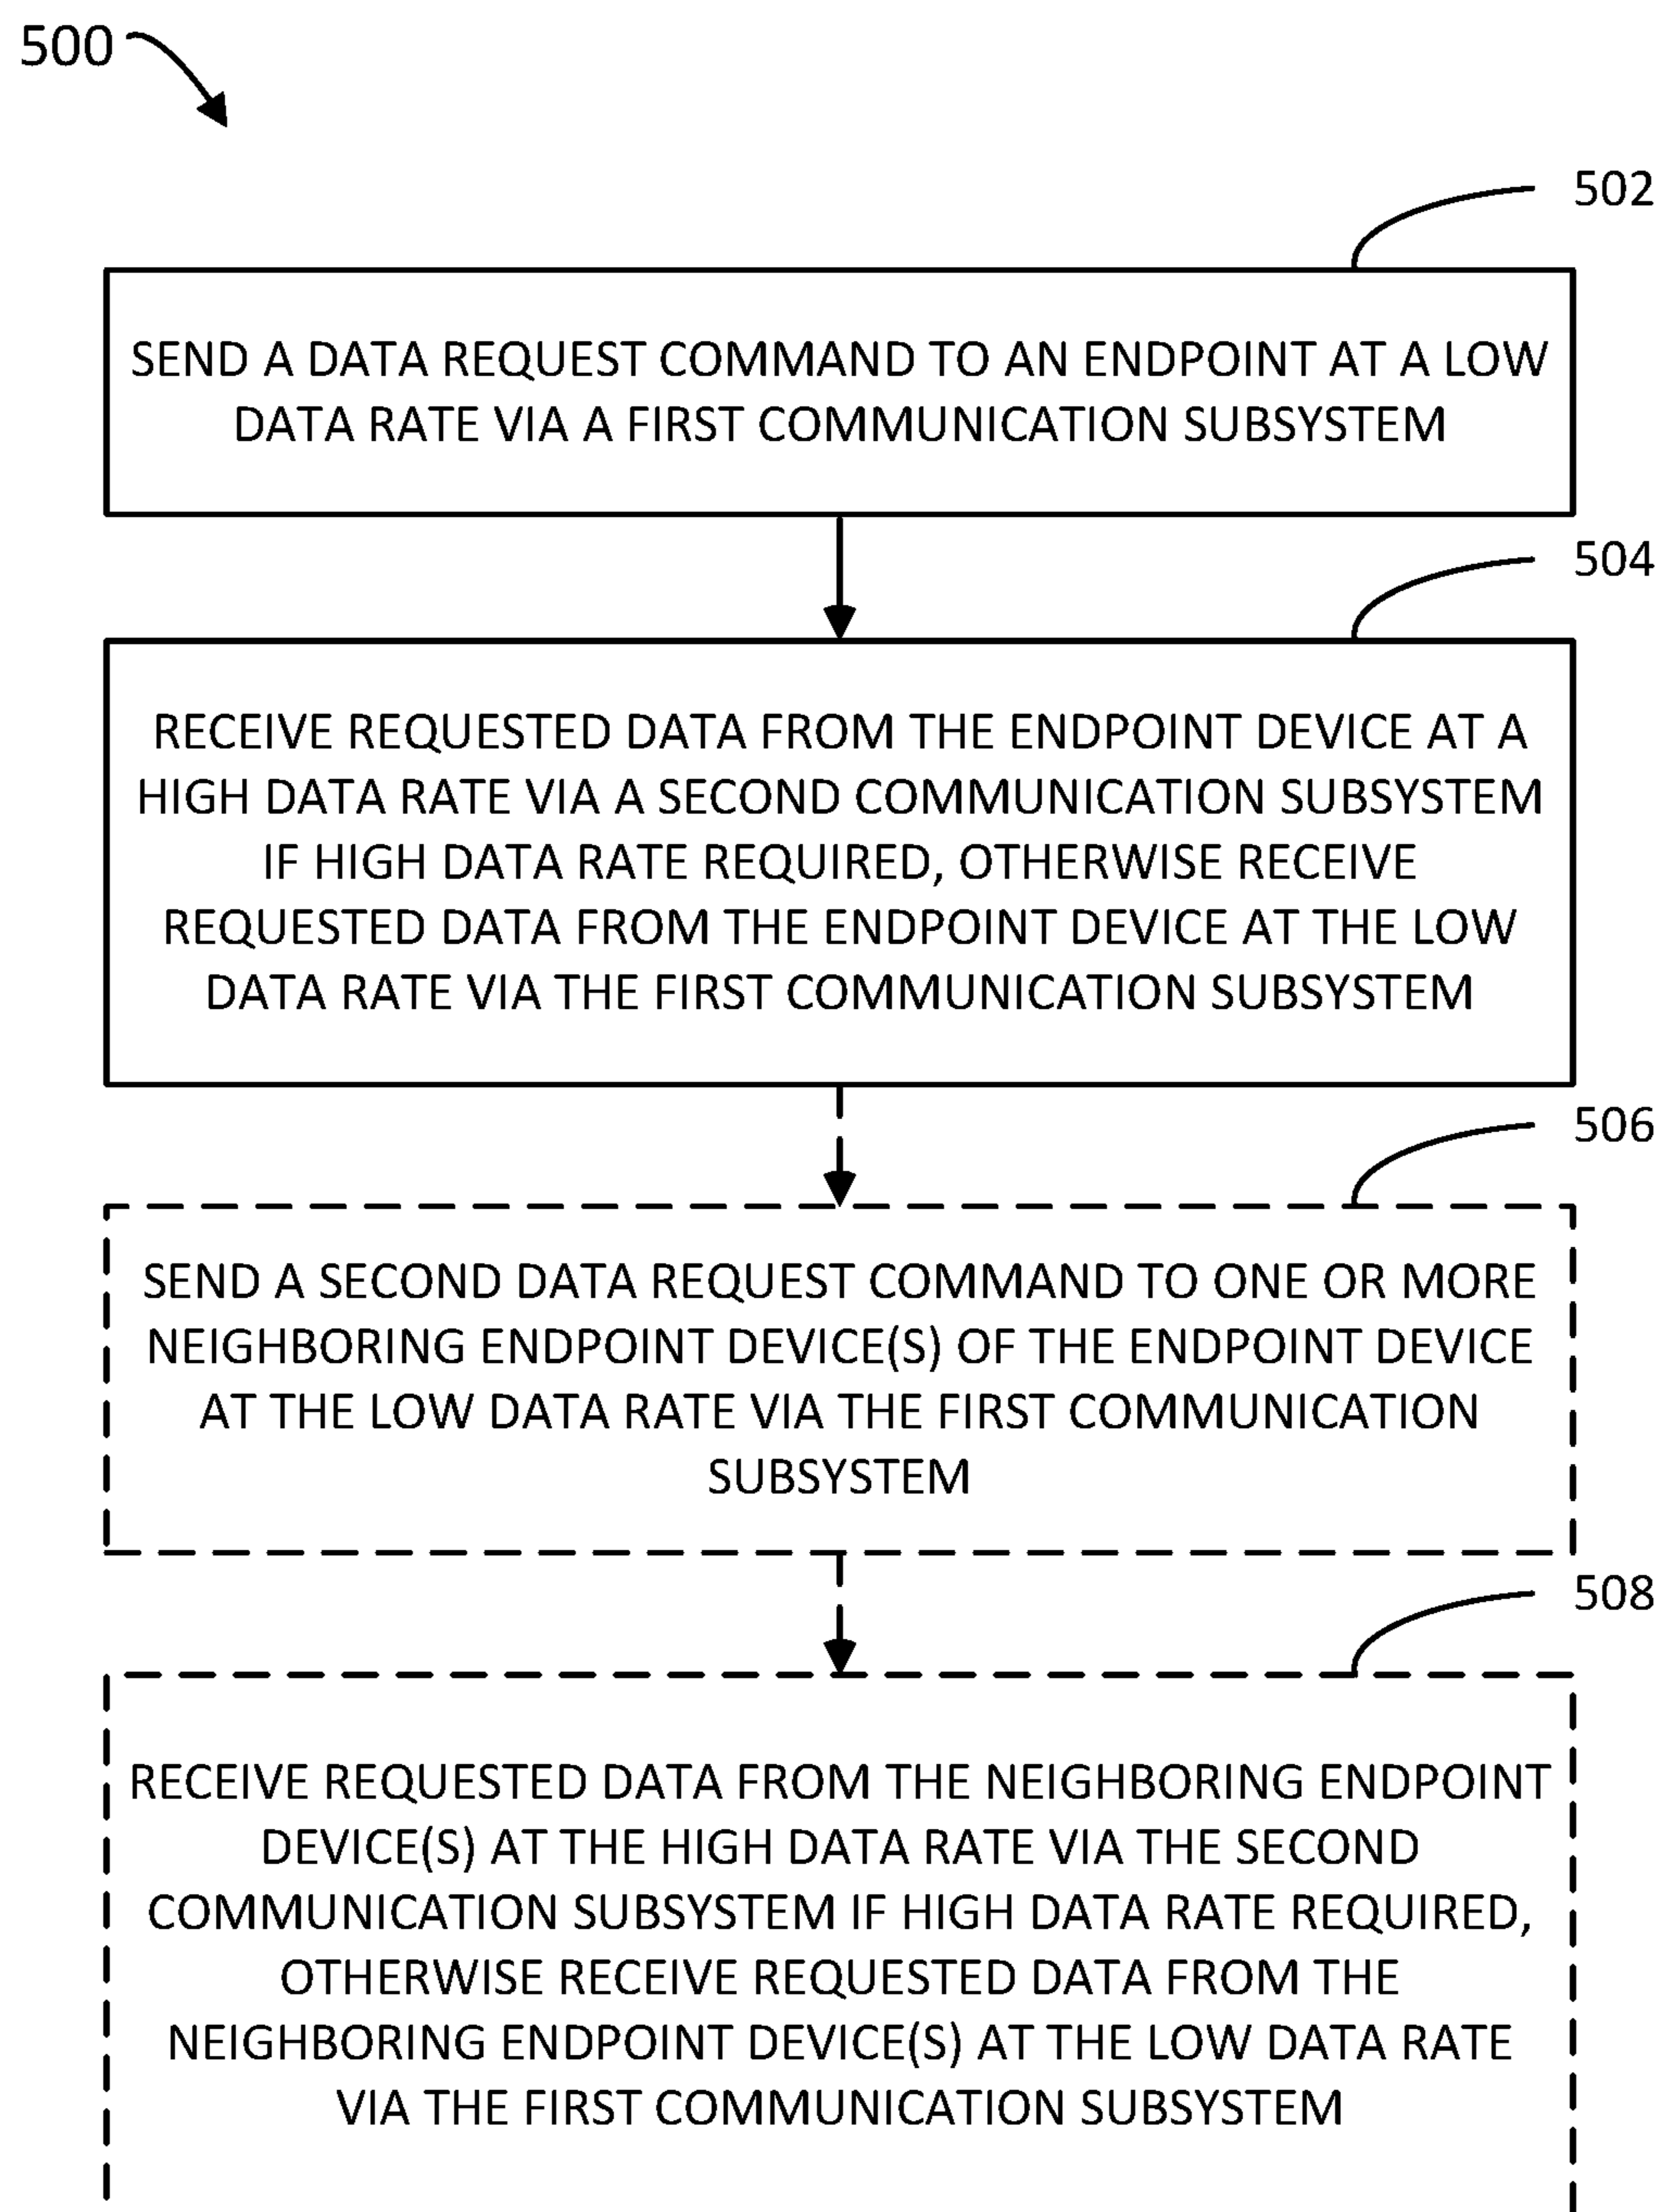 500
502
SEND A DATA REQUEST COMMAND TO AN ENDPOINT AT A LOW
DATA RATE VIA A FIRST COMMUNICATION SUBSYSTEM
504
RECEIVE REQUESTED DATA FROM THE ENDPOINT DEVICE AT A
HIGH DATA RATE VIA A SECOND COMMUNICATION SUBSYSTEM
IF HIGH DATA RATE REQUIRED, OTHERWISE RECEIVE
REQUESTED DATA FROM THE ENDPOINT DEVICE AT THE LOW
DATA RATE VIA THE FIRST COMMUNICATION SUBSYSTEM
506
SEND A SECOND DATA REQUEST COMMAND TO ONE OR MORE
NEIGHBORING ENDPOINT DEVICE(S) OF THE ENDPOINT DEVICE
AT THE LOW DATA RATE VIA THE FIRST COMMUNICATION
SUBSYSTEM
508
RECEIVE REQUESTED DATA FROM THE NEIGHBORING ENDPOINT
DEVICE(S) AT THE HIGH DATA RATE VIA THE SECOND
COMMUNICATION SUBSYSTEM IF HIGH DATA RATE REQUIRED,
OTHERWISE RECEIVE REQUESTED DATA FROM THE
NEIGHBORING ENDPOINT DEVICE(S) AT THE LOW DATA RATE
VIA THE FIRST COMMUNICATION SUBSYSTEM